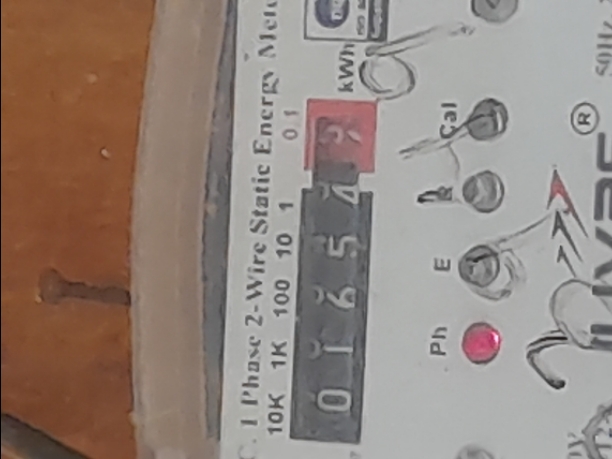 kWh
C. 1 Phase 2-Wire Static Energy Mete
10K 1K 100 10 1 0.1
0 1 6 5 4
Ph E R Cal
®
50Hz